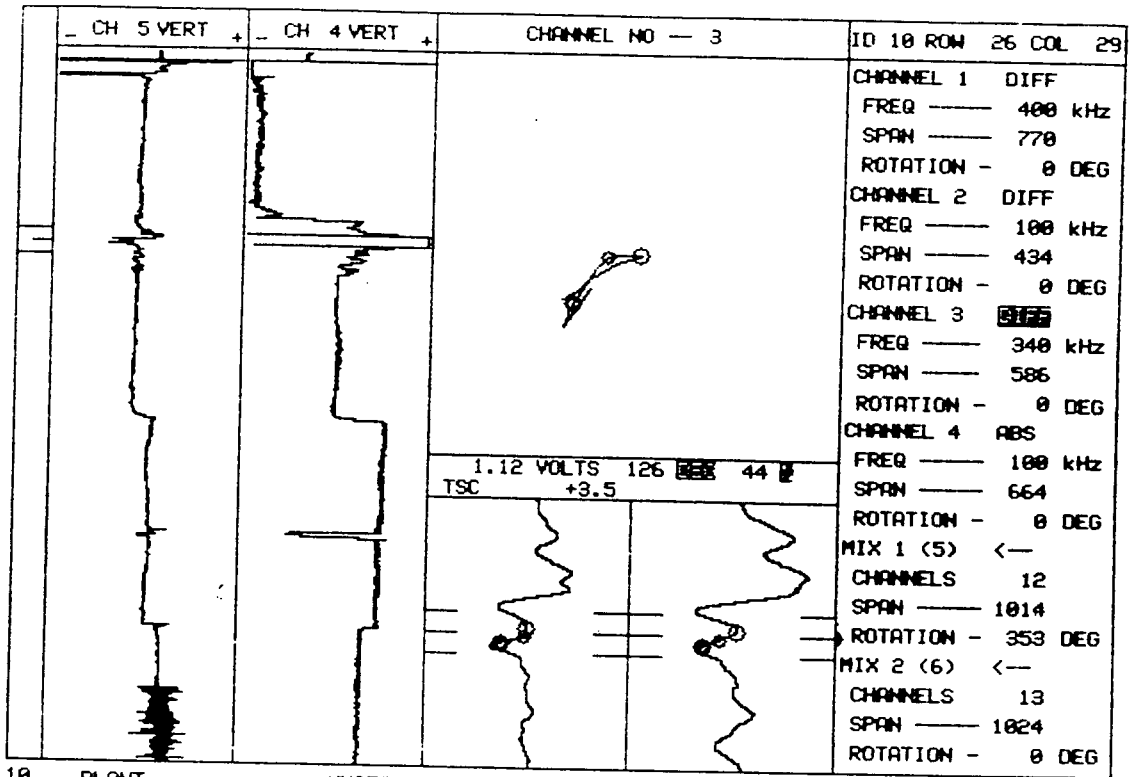 _ CH 5 VERT +
_ CH 4 VERT +
CHANNEL NO — 3
ID 10 ROW 26 COL 29
CHANNEL 1 DIFF
FREQ —— 400 kHz
SPAN —— 770
ROTATION - 0 DEG
CHANNEL 2 DIFF
FREQ —— 100 kHz
SPAN —— 434
ROTATION - 0 DEG
CHANNEL 3 DIFF
FREQ —— 340 kHz
SPAN —— 586
ROTATION - 0 DEG
CHANNEL 4 ABS
FREQ —— 100 kHz
SPAN —— 664
ROTATION - 0 DEG
MIX 1 (5) <—
CHANNELS 12
SPAN —— 1014
ROTATION - 353 DEG
MIX 2 (6) <—
CHANNELS 13
SPAN —— 1024
ROTATION - 0 DEG
1.12 VOLTS 126 44
TSC +3.5
10 PLANT